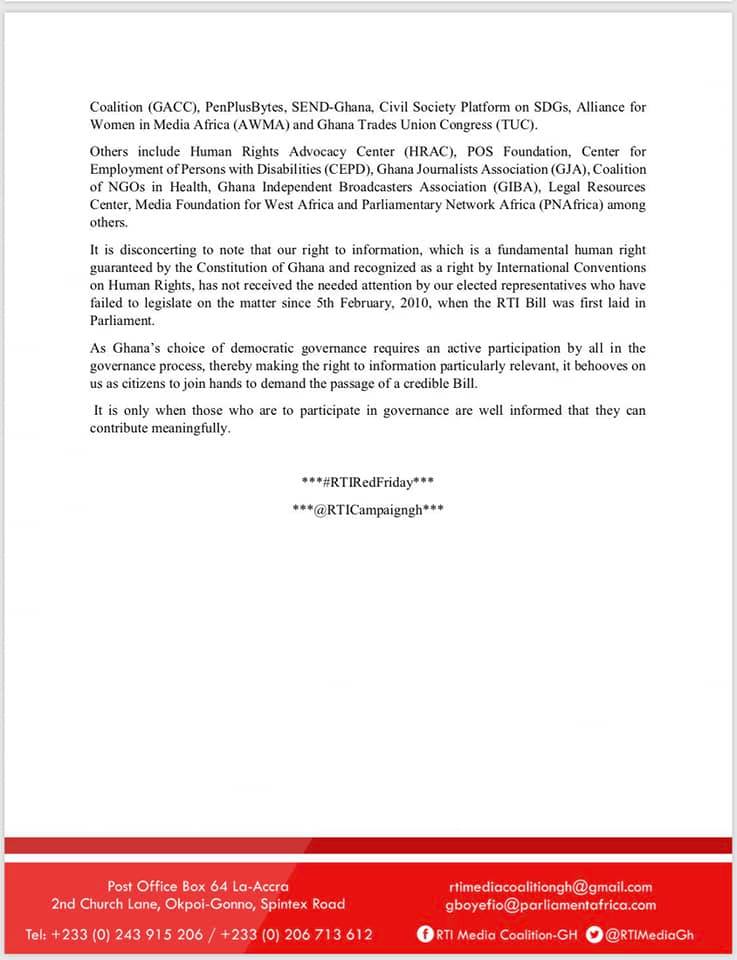 Coalition (GACC), PenPlusBytes, SEND-Ghana, Civil Society Platform on SDGs, Alliance for
Women in Media Africa (AWMA) and Ghana Trades Union Congress (TUC).
Others include Human Rights Advocacy Center (HRAC), POS Foundation, Center for
Employment of Persons with Disabilities (CEPD), Ghana Journalists Association (GJA), Coalition
of NGOs in Health, Ghana Independent Broadcasters Association (GIBA), Legal Resources
Center, Media Foundation for West Africa and Parliamentary Network Africa (PNAfrica) among
others.
It is disconcerting to note that our right to information, which is a fundamental human right
guaranteed by the Constitution of Ghana and recognized as a right by International Conventions
on Human Rights, has not received the needed attention by our elected representatives who have
failed to legislate on the matter since 5th February, 2010, when the RTI Bill was first laid in
Parliament.
As Ghana’s choice of democratic governance requires an active participation by all in the
governance process, thereby making the right to information particularly relevant, it behooves on
us as citizens to join hands to demand the passage of a credible Bill.
It is only when those who are to participate in governance are well informed that they can
contribute meaningfully.
***#RTIRedFriday***
***@RTICampaigngh***
Post Office Box 64 La-Accra
2nd Church Lane, Okpoi-Gonno, Spintex Road
Tel: +233 (0) 243 915 206 / +233 (0) 206 713 612
rtimediacoalitiongh@gmail.com
gboyefio@parliamentafrica.com
RTI Media Coalition-GH @RTIMediaGh